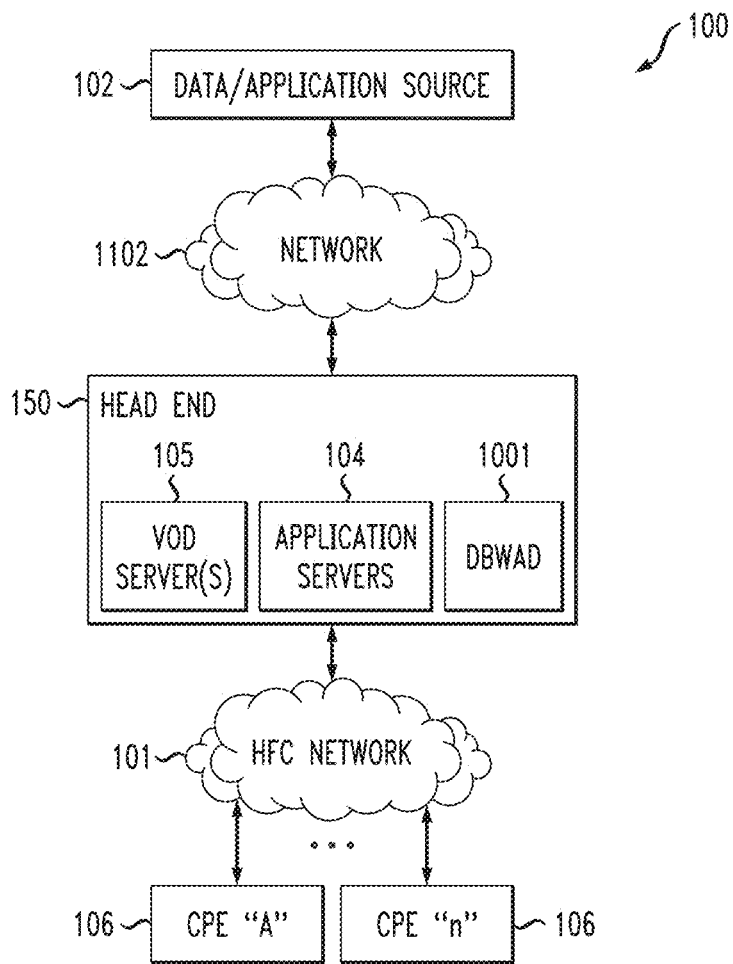 100
102 DATA/APPLICATION SOURCE
1102 NETWORK
150 HEAD END
105 104 1001
VOD SERVER(S)
APPLICATION SERVERS
DBWAD
101 HFC NETWORK
...
106 CPE “A” CPE “n” 106